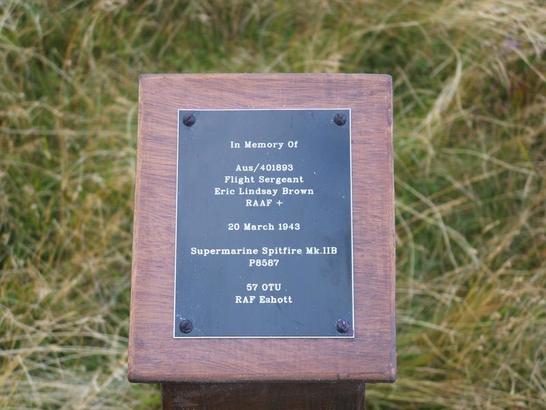 In Memory Of
Aus/401893
Flight Sergeant
Eric Lindsay Brown
RAAF +
20 March 1943
Supermarine Spitfire Mk.IIB
P8587
57 OTU
RAF Eshott